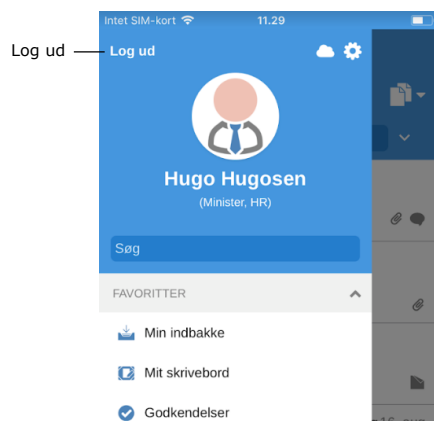 Intet SIM-kort 11.29
Log ud Log ud
Hugo Hugosen
(Minister, HR)
Søg
FAVORITTER
Min indbakke
Mit skrivebord
Godkendelser